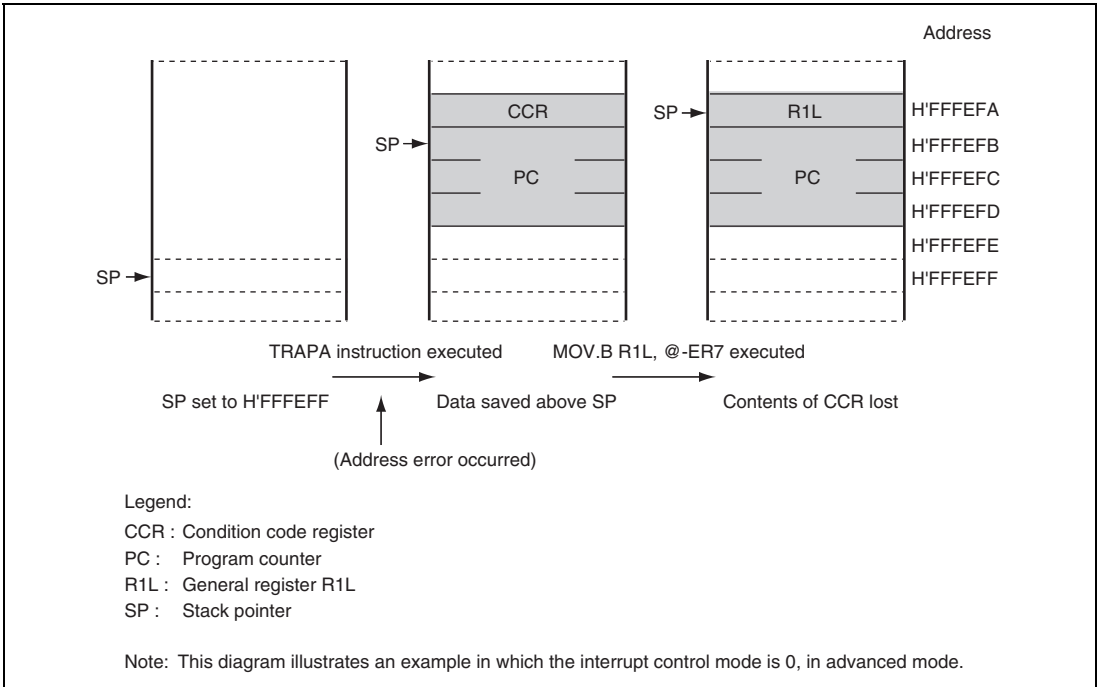 Address
CCR
SP
R1L
H'FFFEFA
SP
H'FFFEFB
PC
PC
H'FFFEFC
H'FFFEFD
H'FFFEFE
SP
H'FFFEFF
TRAPA instruction executed
MOV.B R1L, @-ER7 executed
SP set to H'FFFEFF
Data saved above SP
Contents of CCR lost
(Address error occurred)
Legend:
CCR : Condition code register
PC : Program counter
R1L : General register R1L
SP : Stack pointer
Note: This diagram illustrates an example in which the interrupt control mode is 0, in advanced mode.